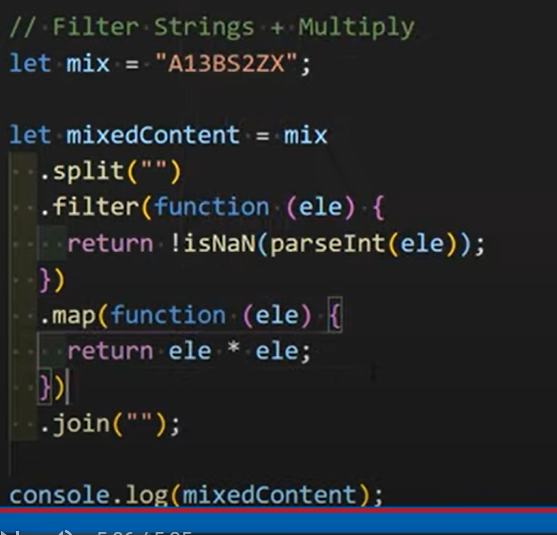 // Filter Strings + Multiply
let mix = "A13BS2ZX";
let mixedContent = mix
.split("")
.filter(function (ele) {
return !isNaN(parseInt(ele));
})
.map(function (ele) {
return ele * ele;
})
.join("");
console.log(mixedContent);